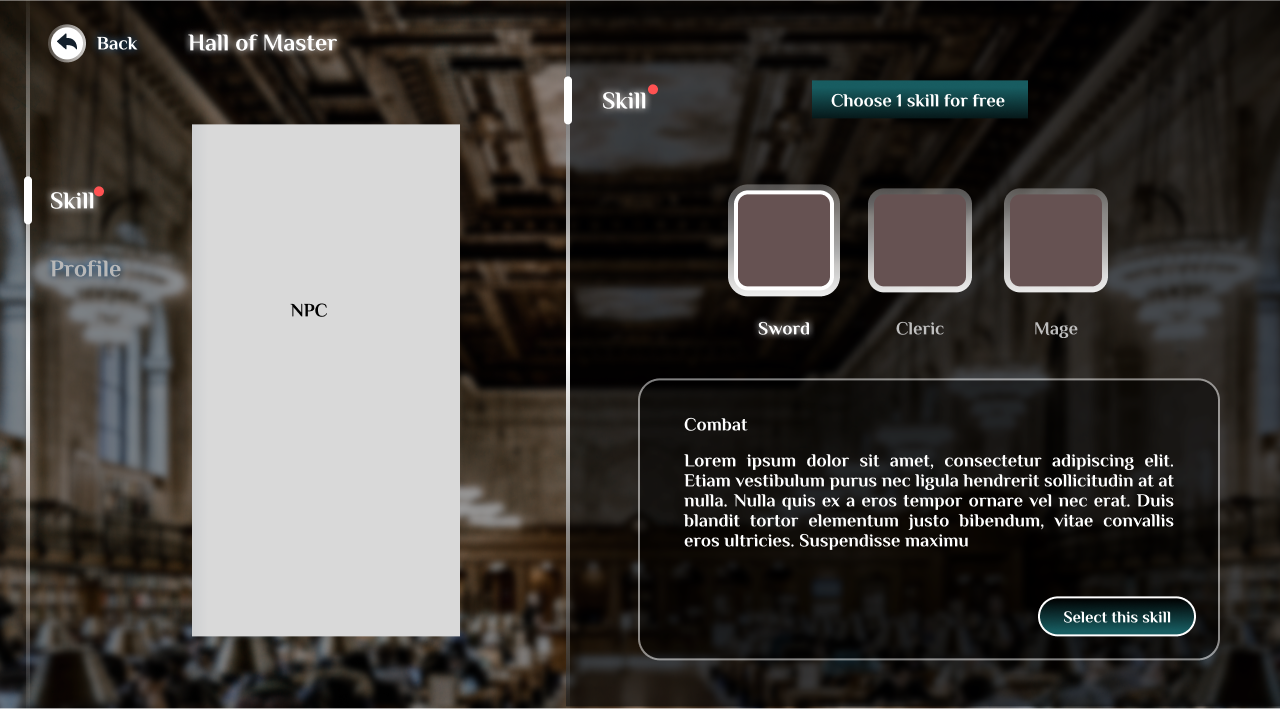 Back
Hall of Master
Skill
Choose 1 skill for free
Skill
Profile
NPC
Sword
Cleric
Mage
Combat
Lorem ipsum dolor sit amet, consectetur adipiscing elit.
Etiam vestibulum purus nec ligula hendrerit sollicitudin at at
nulla. Nulla quis ex a eros tempor ornare vel nec erat. Duis
blandit tortor elementum justo bibendum, vitae convallis
eros ultricies. Suspendisse maximu
Select this skill